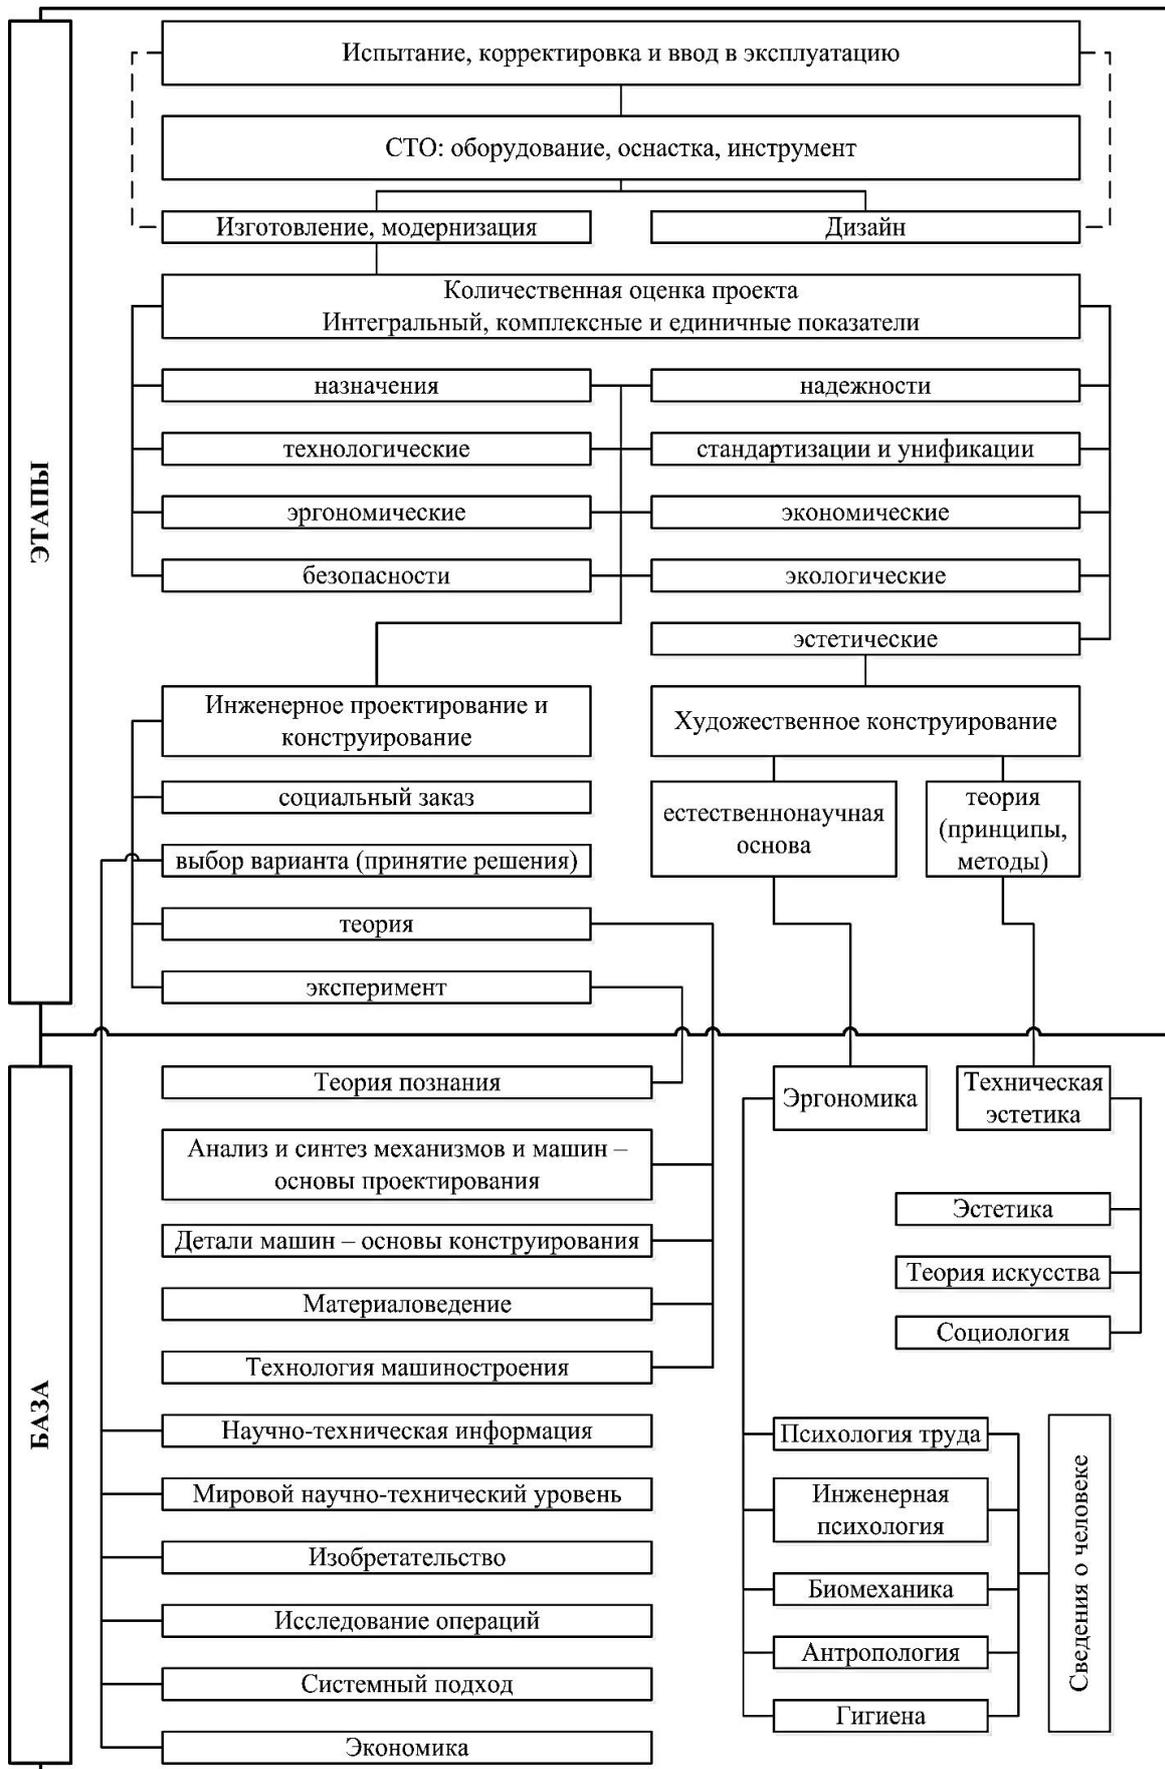 ЭТАПЫ
Испытание, корректировка и ввод в эксплуатацию
СТО: оборудование, оснастка, инструмент
Изготовление, модернизация
Дизайн
Количественная оценка проекта
Интегральный, комплексные и единичные показатели
назначения
надежности
технологические
стандартизации и унификации
эргономические
экономические
безопасности
экологические
эстетические
Инженерное проектирование и
конструирование
Художественное конструирование
социальный заказ
выбор варианта (принятие решения)
теория
эксперимент
естественнонаучная
основа
теория
(принципы,
методы)
БАЗА
Теория познания
Анализ и синтез механизмов и машин –
основы проектирования
Детали машин – основы конструирования
Материаловедение
Технология машиностроения
Научно-техническая информация
Мировой научно-технический уровень
Изобретательство
Исследование операций
Системный подход
Экономика
Эргономика
Техническая
эстетика
Эстетика
Теория искусства
Социология
Психология труда
Инженерная
психология
Биомеханика
Антропология
Гигиена
Сведения о человеке